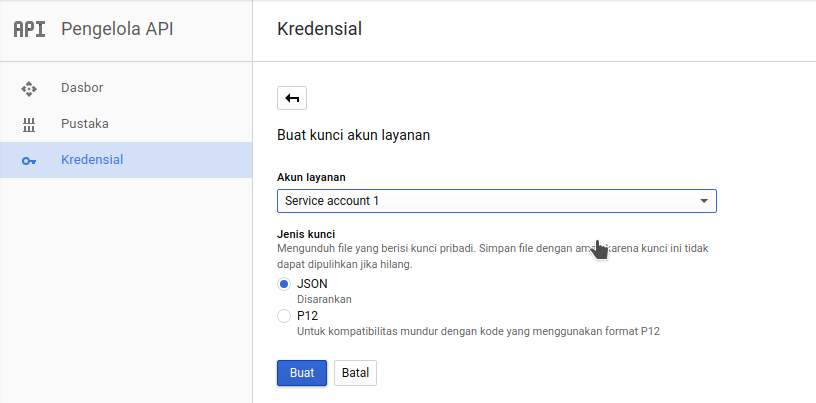 API Pengelola API
Kredensial
Dasbor
Pustaka
Kredensial
Buat kunci akun layanan
Akun layanan
Service account 1
Jenis kunci
Mengunduh file yang berisi kunci pribadi. Simpan file dengan karena kunci ini tidak
dapat dipulihkan jika hilang.
JSON
Disarankan
P12
Untuk kompatibilitas mundur dengan kode yang menggunakan format P12
Buat
Batal